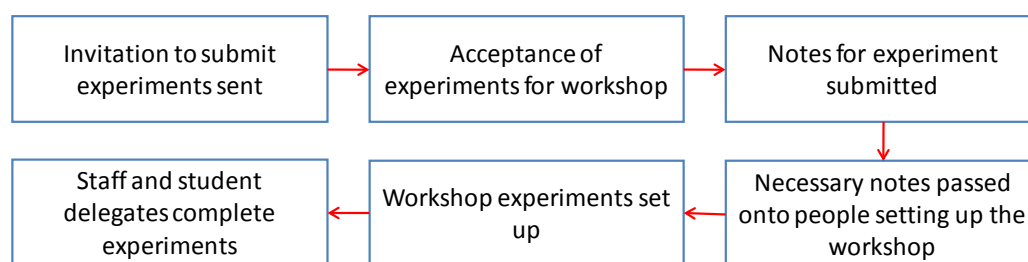 Invitation to submit
experiments sent
Acceptance of
experiments for workshop
Notes for experiment
submitted
Necessary notes passed
onto people setting up the
workshop
Workshop experiments set
up
Staff and student
delegates complete
experiments